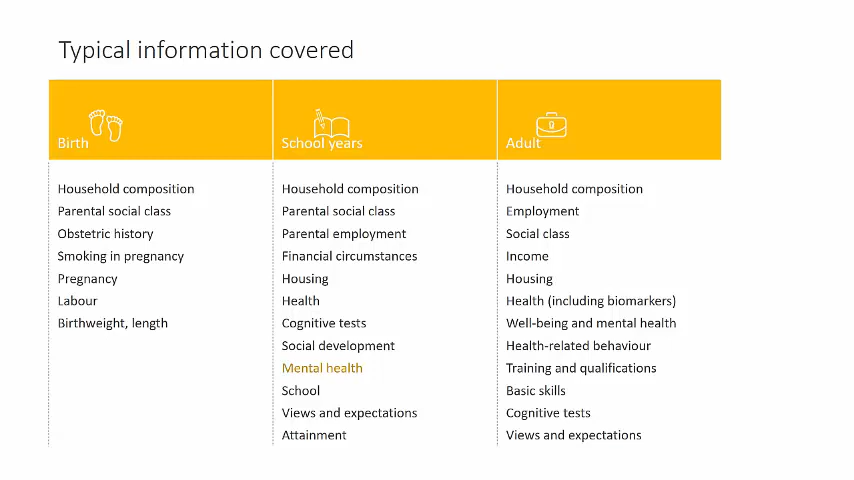 Typical information covered
Birth
Household composition
Parental social class
Obstetric history
Smoking in pregnancy
Pregnancy
Labour
Birthweight, length
School years
Household composition
Parental social class
Parental employment
Financial circumstances
Housing
Health
Cognitive tests
Social development
Mental health
School
Views and expectations
Attainment
Adult
Household composition
Employment
Social class
Income
Housing
Health (including biomarkers)
Well-being and mental health
Health-related behaviour
Training and qualifications
Basic skills
Cognitive tests
Views and expectations